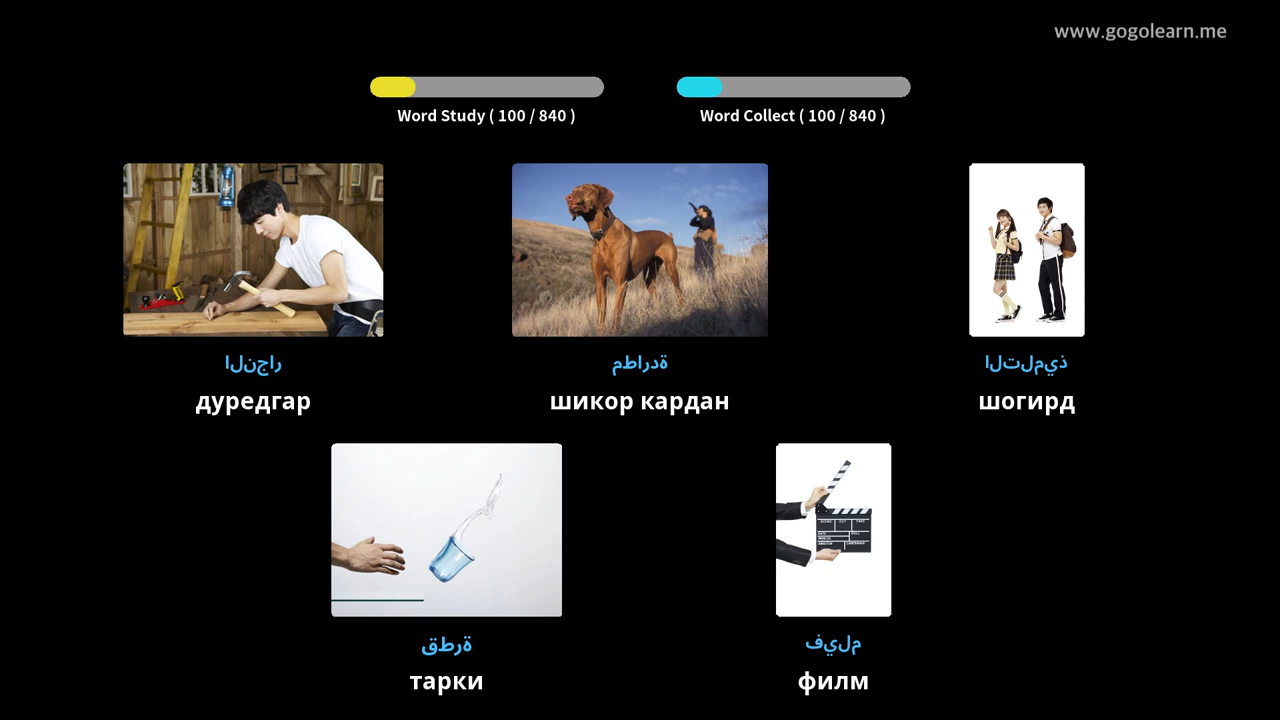 www.gogolearn.me
Word Study ( 100 / 840 )
Word Collect ( 100 / 840 )
النجار
дуредгар
مطاردة
шикор кардан
التلميذ
шогирд
قطرة
тарки
فيلم
филм